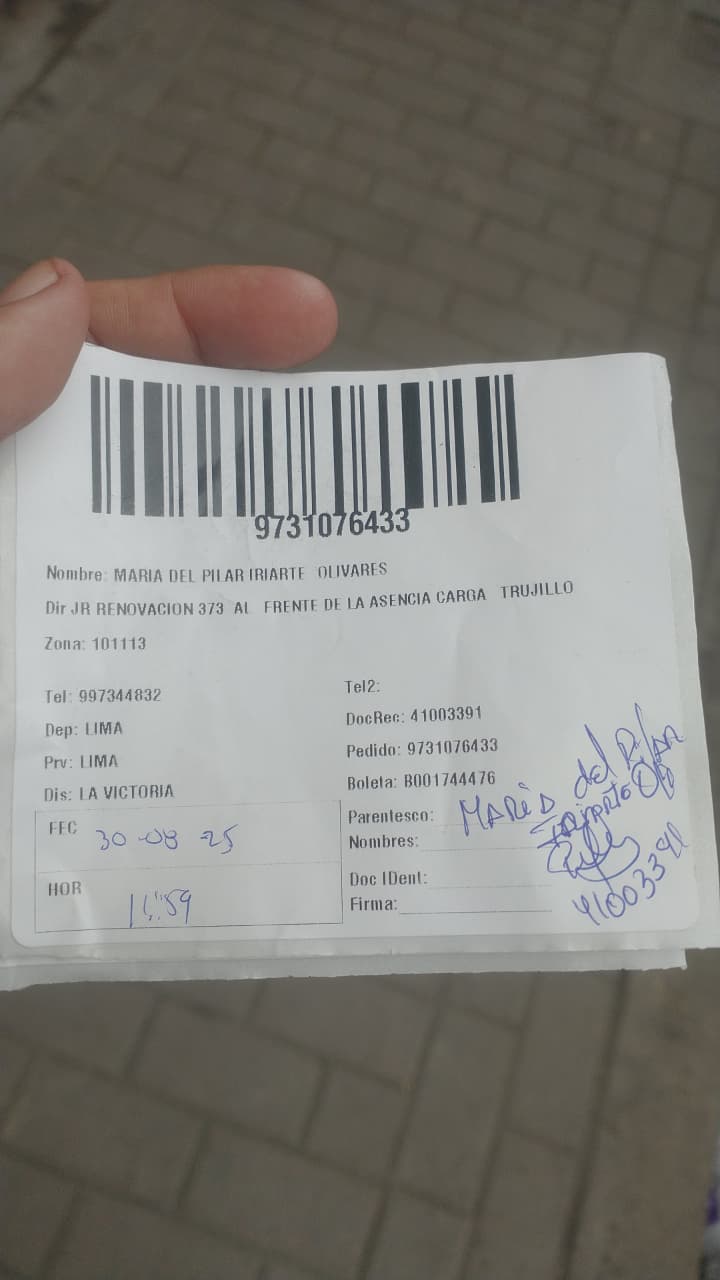 9731076433
Nombre: MARIA DEL PILAR IRIARTE OLIVARES
Dir JR RENOVACION 373 AL FRENTE DE LA ASENCIA CARGA TRUJILLO
Zona: 101113
Tel: 997344832
Tel2:
Dep: LIMA
DocRec: 41003391
Prv: LIMA
Pedido: 9731076433
Dis: LA VICTORIA
Boleta: B001744476
FEC 30-08-25
HOR 11:59
Parentesco:
Nombres:
Doc IDent:
Firma:
MARIA del PilAR
41003391